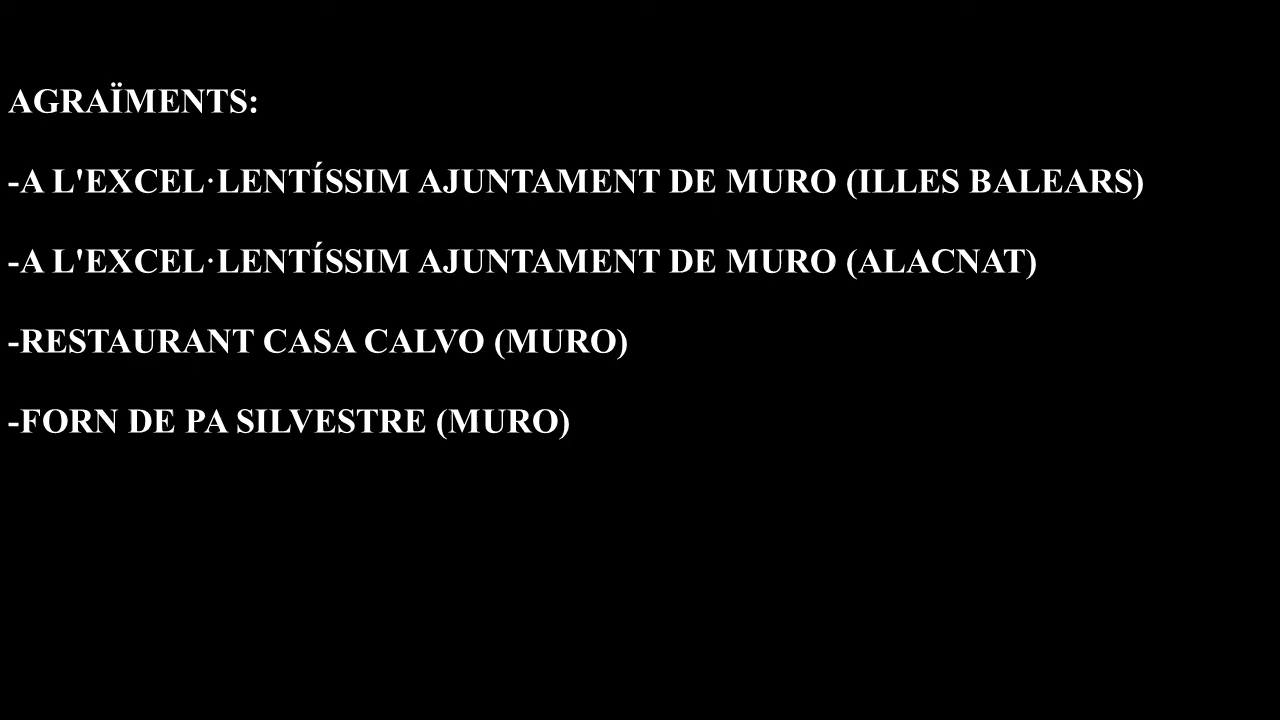 AGRAÏMENTS:
-A L'EXCEL·LENTÍSSIM AJUNTAMENT DE MURO (ILLES BALEARS)
-A L'EXCEL·LENTÍSSIM AJUNTAMENT DE MURO (ALACNAT)
-RESTAURANT CASA CALVO (MURO)
-FORN DE PA SILVESTRE (MURO)